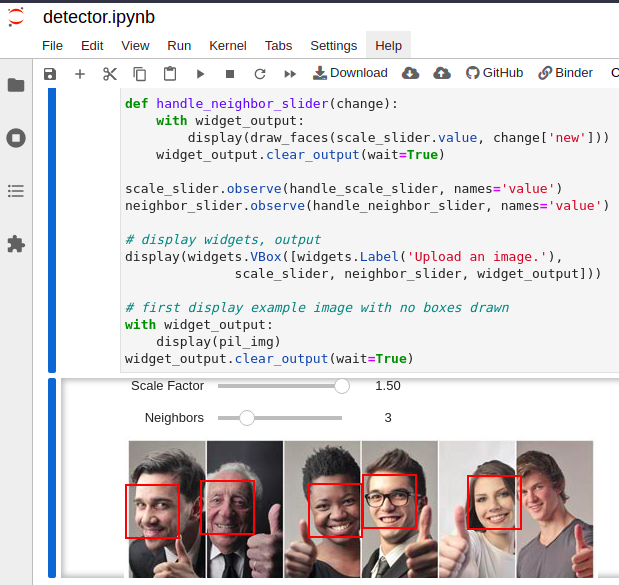 detector.ipynb
File Edit View Run Kernel Tabs Settings Help
Download GitHub Binder
def handle_neighbor_slider(change):
    with widget_output:
        display(draw_faces(scale_slider.value, change['new']))
    widget_output.clear_output(wait=True)
scale_slider.observe(handle_scale_slider, names='value')
neighbor_slider.observe(handle_neighbor_slider, names='value')
# display widgets, output
display(widgets.VBox([widgets.Label('Upload an image.'),
              scale_slider, neighbor_slider, widget_output]))
# first display example image with no boxes drawn
with widget_output:
    display(pil_img)
widget_output.clear_output(wait=True)
Scale Factor 1.50
Neighbors 3